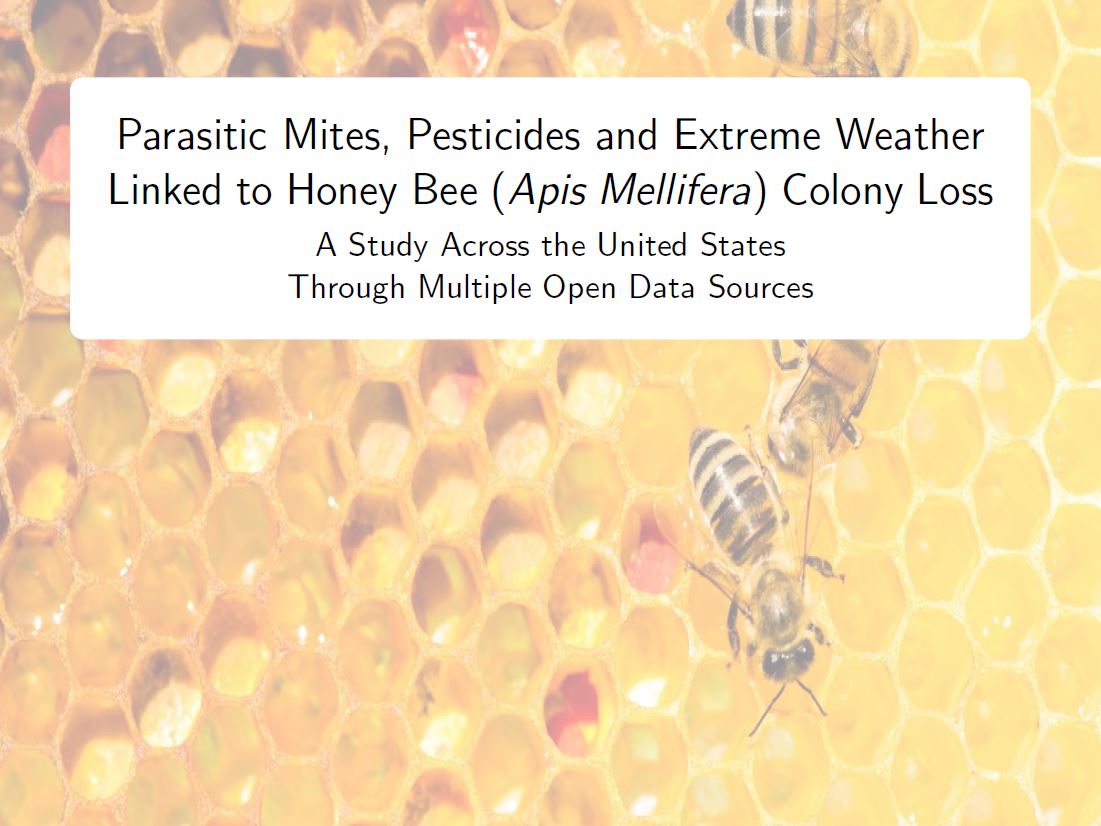 Parasitic Mites, Pesticides and Extreme Weather
Linked to Honey Bee (Apis Mellifera) Colony Loss
A Study Across the United States
Through Multiple Open Data Sources